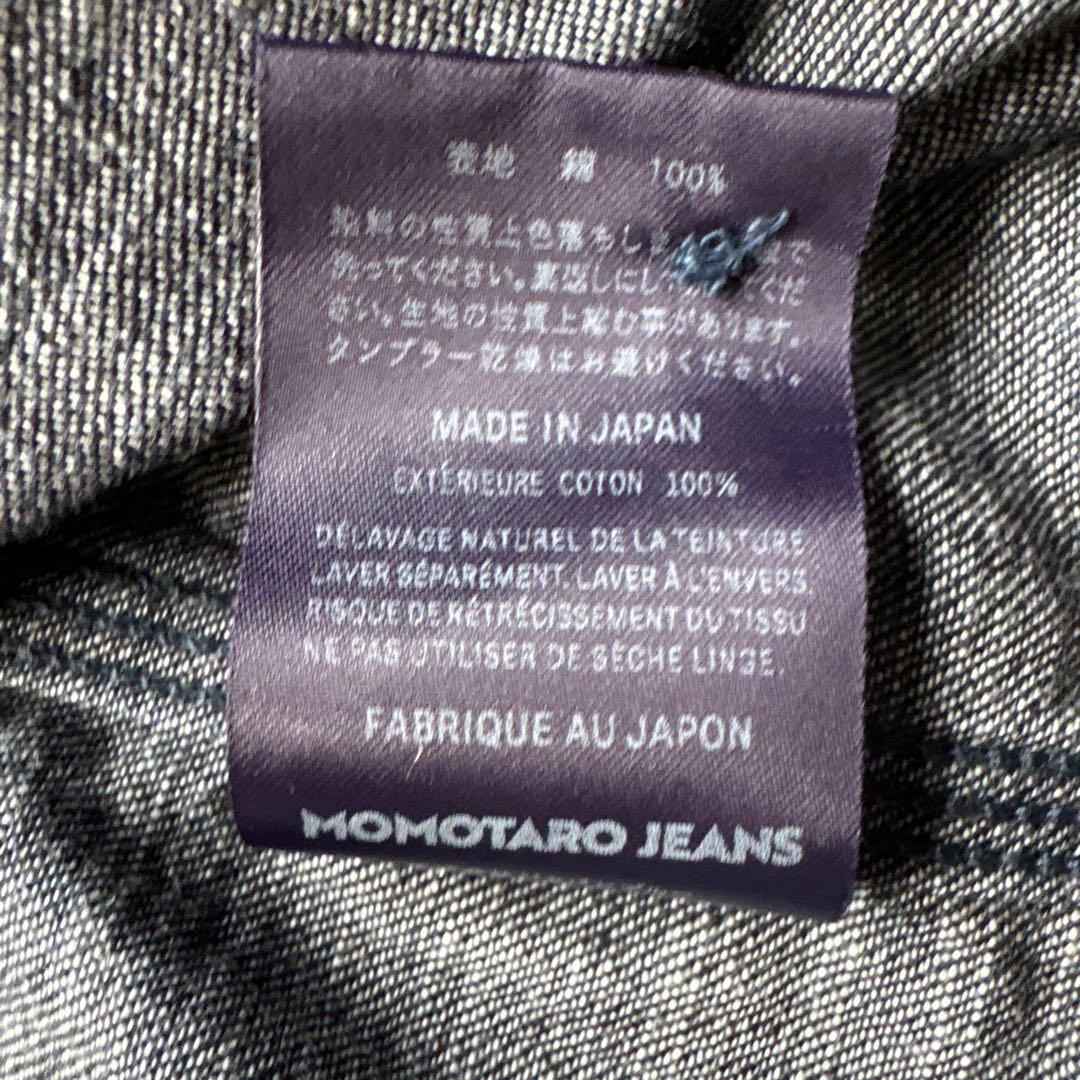 表地 綿 100%
染料の性質上色落ちしま で
洗ってください。裏返しにし てくだ
さい。生地の性質上縮む事があります。
タンブラー乾燥はお避けください。
MADE IN JAPAN
EXTÉRIEURE COTON 100%
DÉLAVAGE NATUREL DE LA TEINTURE
LAVER SÉPARÉMENT. LAVER À L'ENVERS.
RISQUE DE RÉTRÉCISSEMENT DU TISSU
NE PAS UTILISER DE SÈCHE LINGE.
FABRIQUE AU JAPON
MOMOTARO JEANS